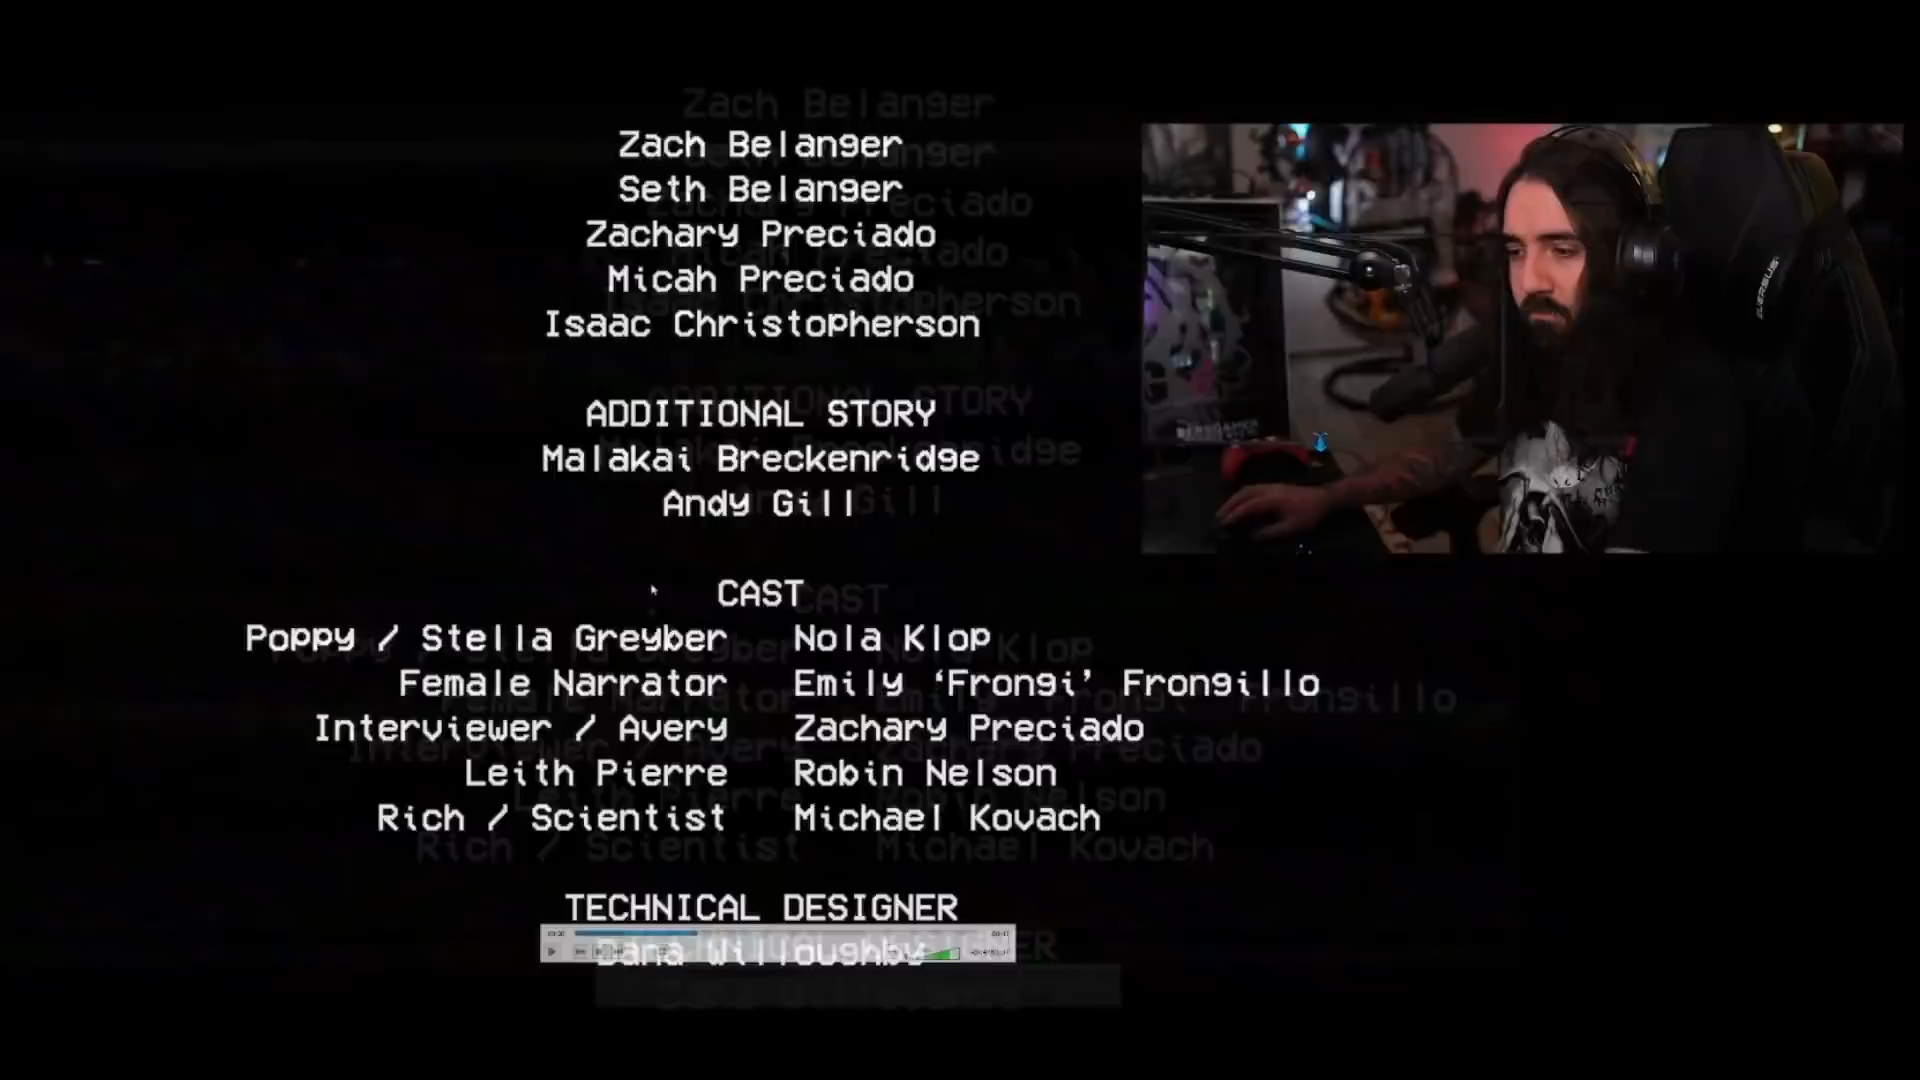 Zach Belanger
Seth Belanger
Zachary Preciado
Micah Preciado
Isaac Christopherson
ADDITIONAL STORY
Malakai Breckenridge
Andy Gill
CAST
Poppy / Stella Greyber Nola Klop
Female Narrator Emily ‘Frongi’ Frongillo
Interviewer / Avery Zachary Preciado
Leith Pierre Robin Nelson
Rich / Scientist Michael Kovach
TECHNICAL DESIGNER
Dana Willoughby